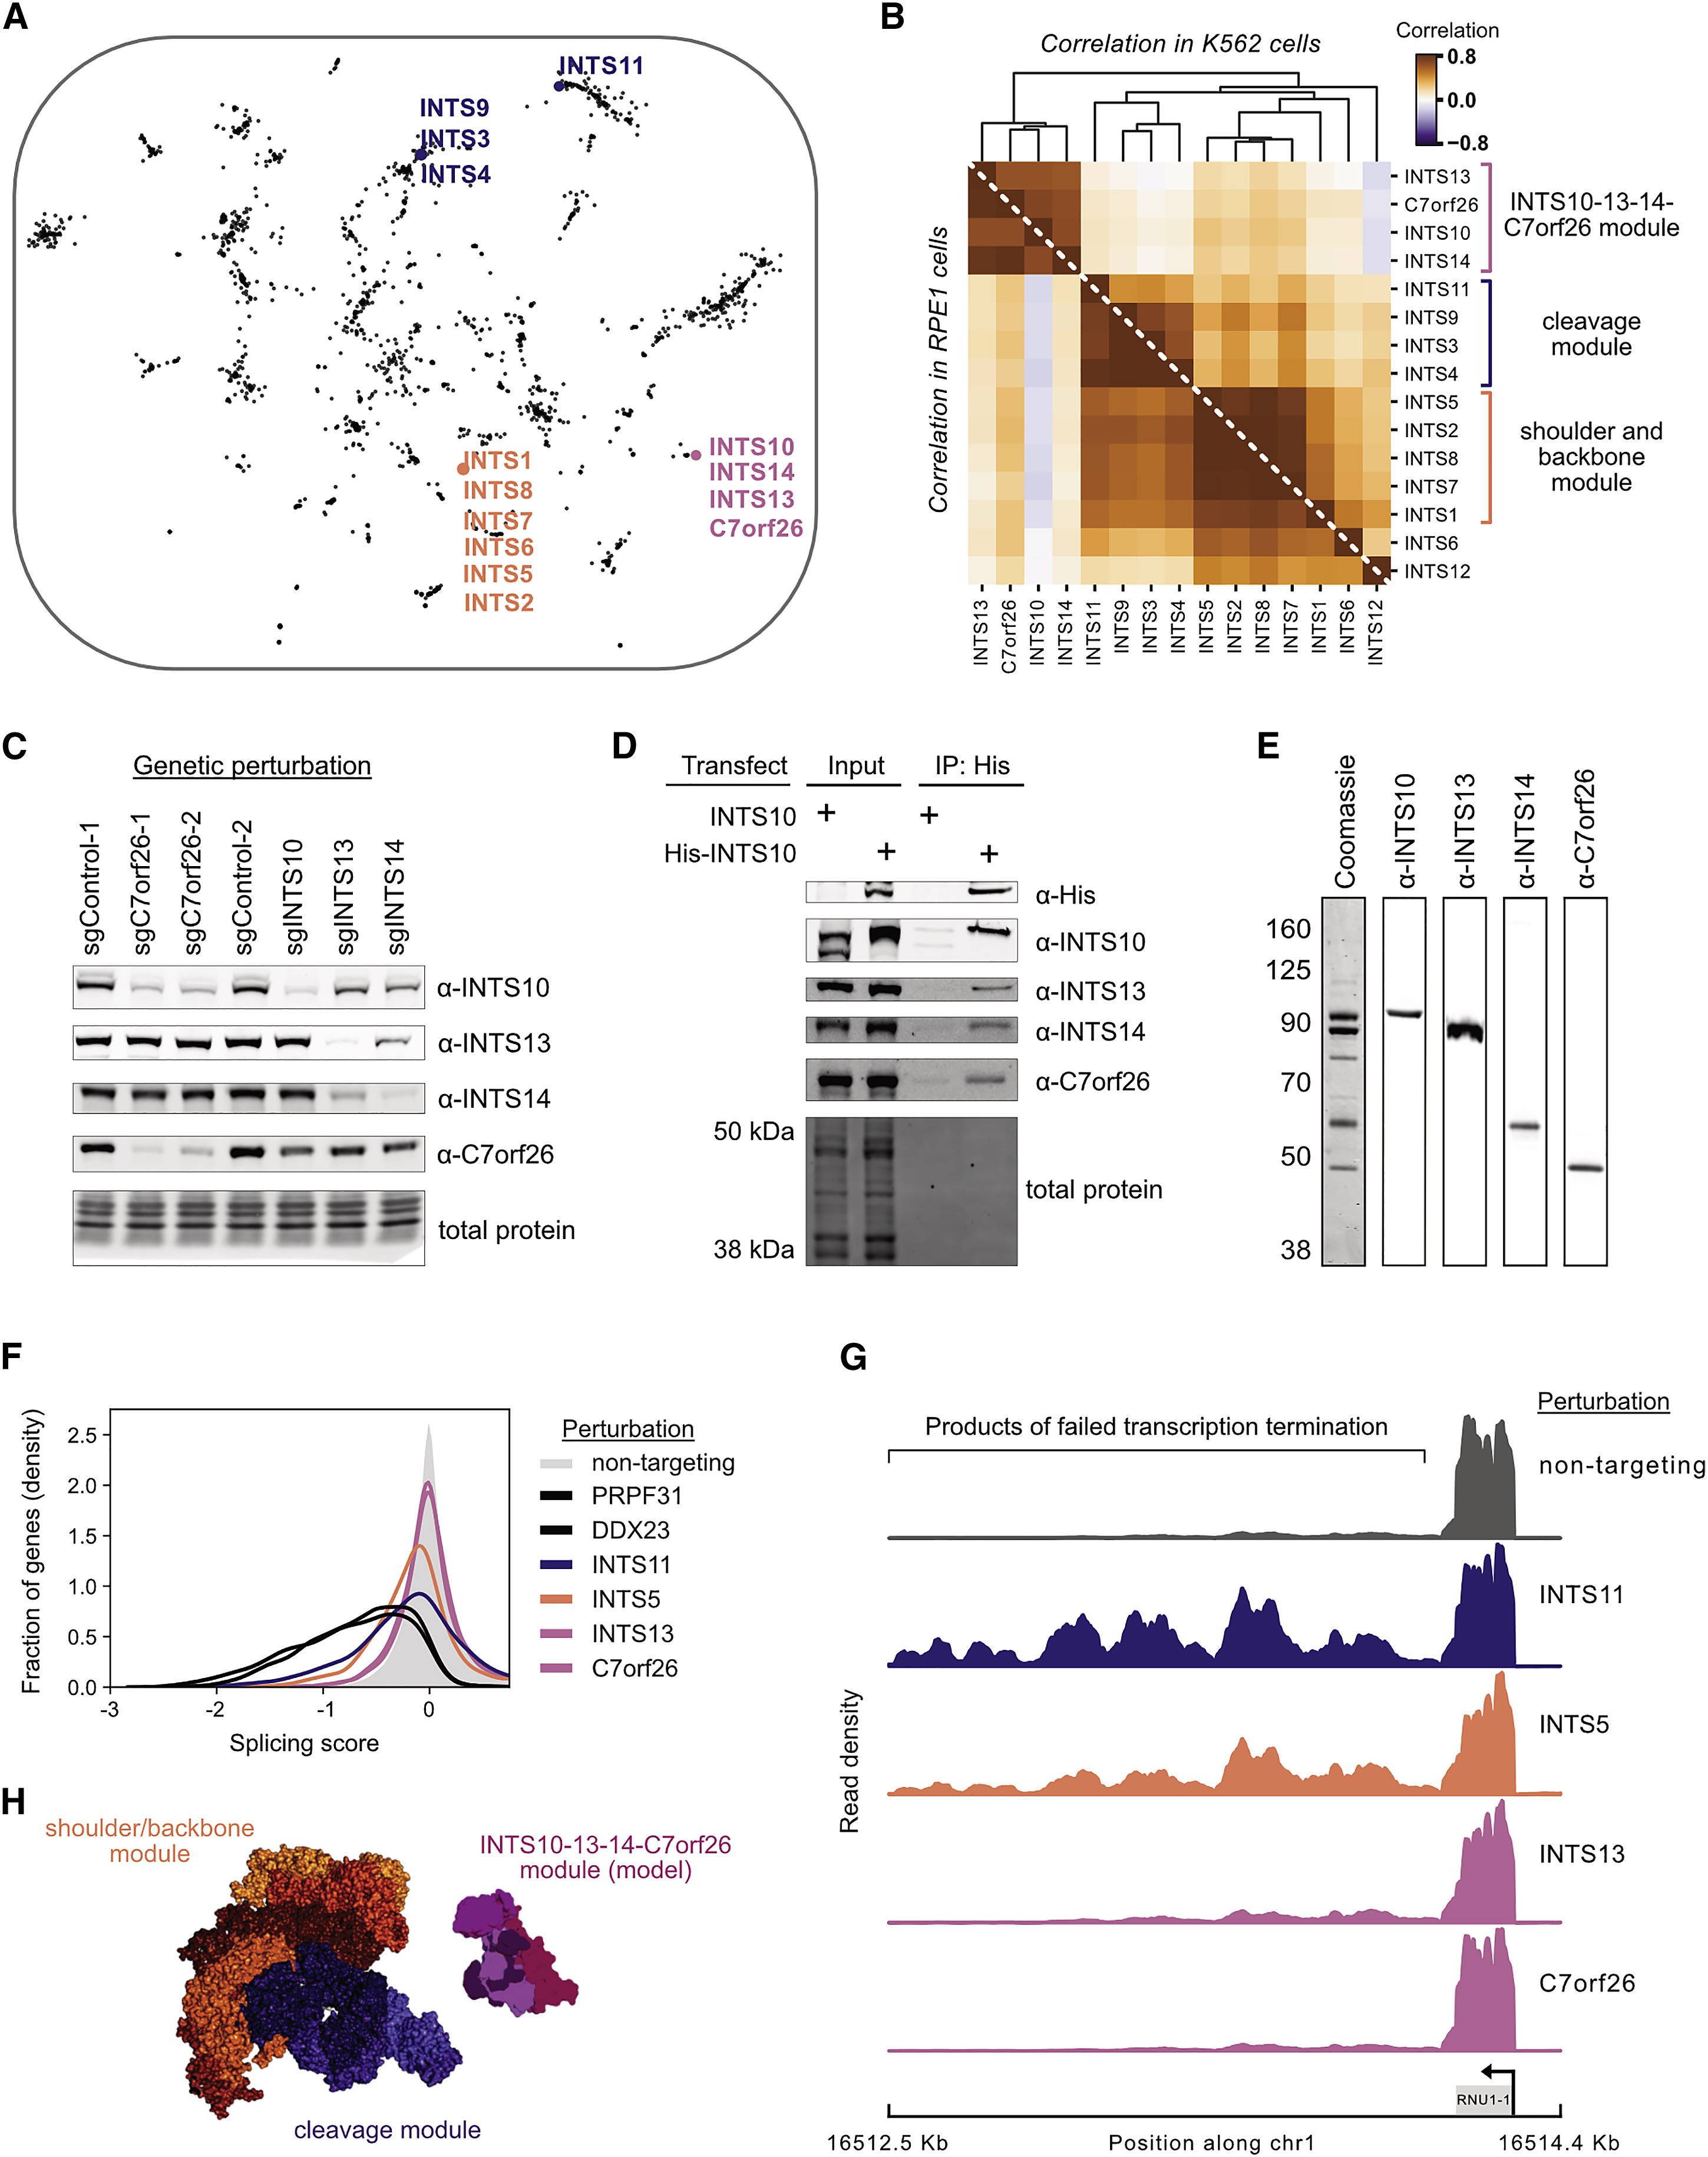 A
INTS11
INTS9
INTS3
INTS4
INTS1
INTS8
INTS7
INTS6
INTS5
INTS2
INTS10
INTS14
INTS13
C7orf26
B
Correlation in K562 cells
Correlation
0.8
0.0
−0.8
Correlation in RPE1 cells
INTS13
C7orf26
INTS10
INTS14
INTS11
INTS9
INTS3
INTS4
INTS5
INTS2
INTS8
INTS7
INTS1
INTS6
INTS12
INTS10-13-14-
C7orf26 module
cleavage
module
shoulder and
backbone
module
INTS13
C7orf26
INTS10
INTS14
INTS11
INTS9
INTS3
INTS4
INTS5
INTS2
INTS8
INTS7
INTS1
INTS6
INTS12
C
Genetic perturbation
sgControl-1
sgC7orf26-1
sgC7orf26-2
sgControl-2
sgINTS10
sgINTS13
sgINTS14
α-INTS10
α-INTS13
α-INTS14
α-C7orf26
total protein
D
Transfect
Input
IP: His
INTS10
+
+
His-INTS10
+
+
α-His
α-INTS10
α-INTS13
α-INTS14
α-C7orf26
50 kDa
total protein
38 kDa
E
Coomassie
α-INTS10
α-INTS13
α-INTS14
α-C7orf26
160
125
90
70
50
38
F
Fraction of genes (density)
2.5
2.0
1.5
1.0
0.5
0.0
-3
-2
-1
0
Splicing score
Perturbation
non-targeting
PRPF31
DDX23
INTS11
INTS5
INTS13
C7orf26
G
Products of failed transcription termination
Perturbation
non-targeting
INTS11
INTS5
INTS13
C7orf26
Read density
RNU1-1
16512.5 Kb
Position along chr1
16514.4 Kb
H
shoulder/backbone
module
INTS10-13-14-C7orf26
module (model)
cleavage module